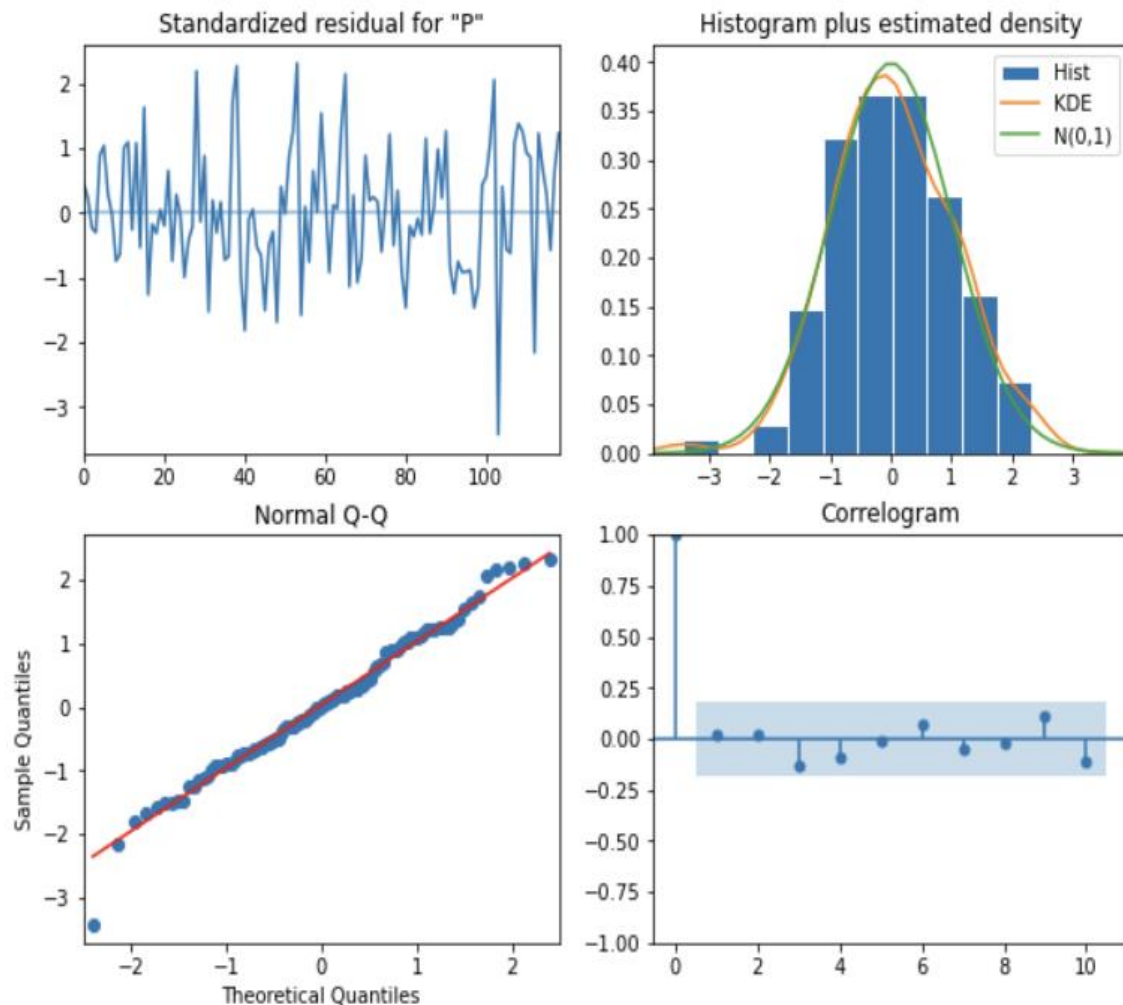 Standardized residual for "P"
2
1
0
−1
−2
−3
0 20 40 60 80 100
Histogram plus estimated density
0.40
0.35
0.30
0.25
0.20
0.15
0.10
0.05
0.00
Hist
KDE
N(0,1)
−3 −2 −1 0 1 2 3
Normal Q-Q
Sample Quantiles
2
1
0
−1
−2
−3
−2 −1 0 1 2
Theoretical Quantiles
Correlogram
1.00
0.75
0.50
0.25
0.00
−0.25
−0.50
−0.75
−1.00
0 2 4 6 8 10